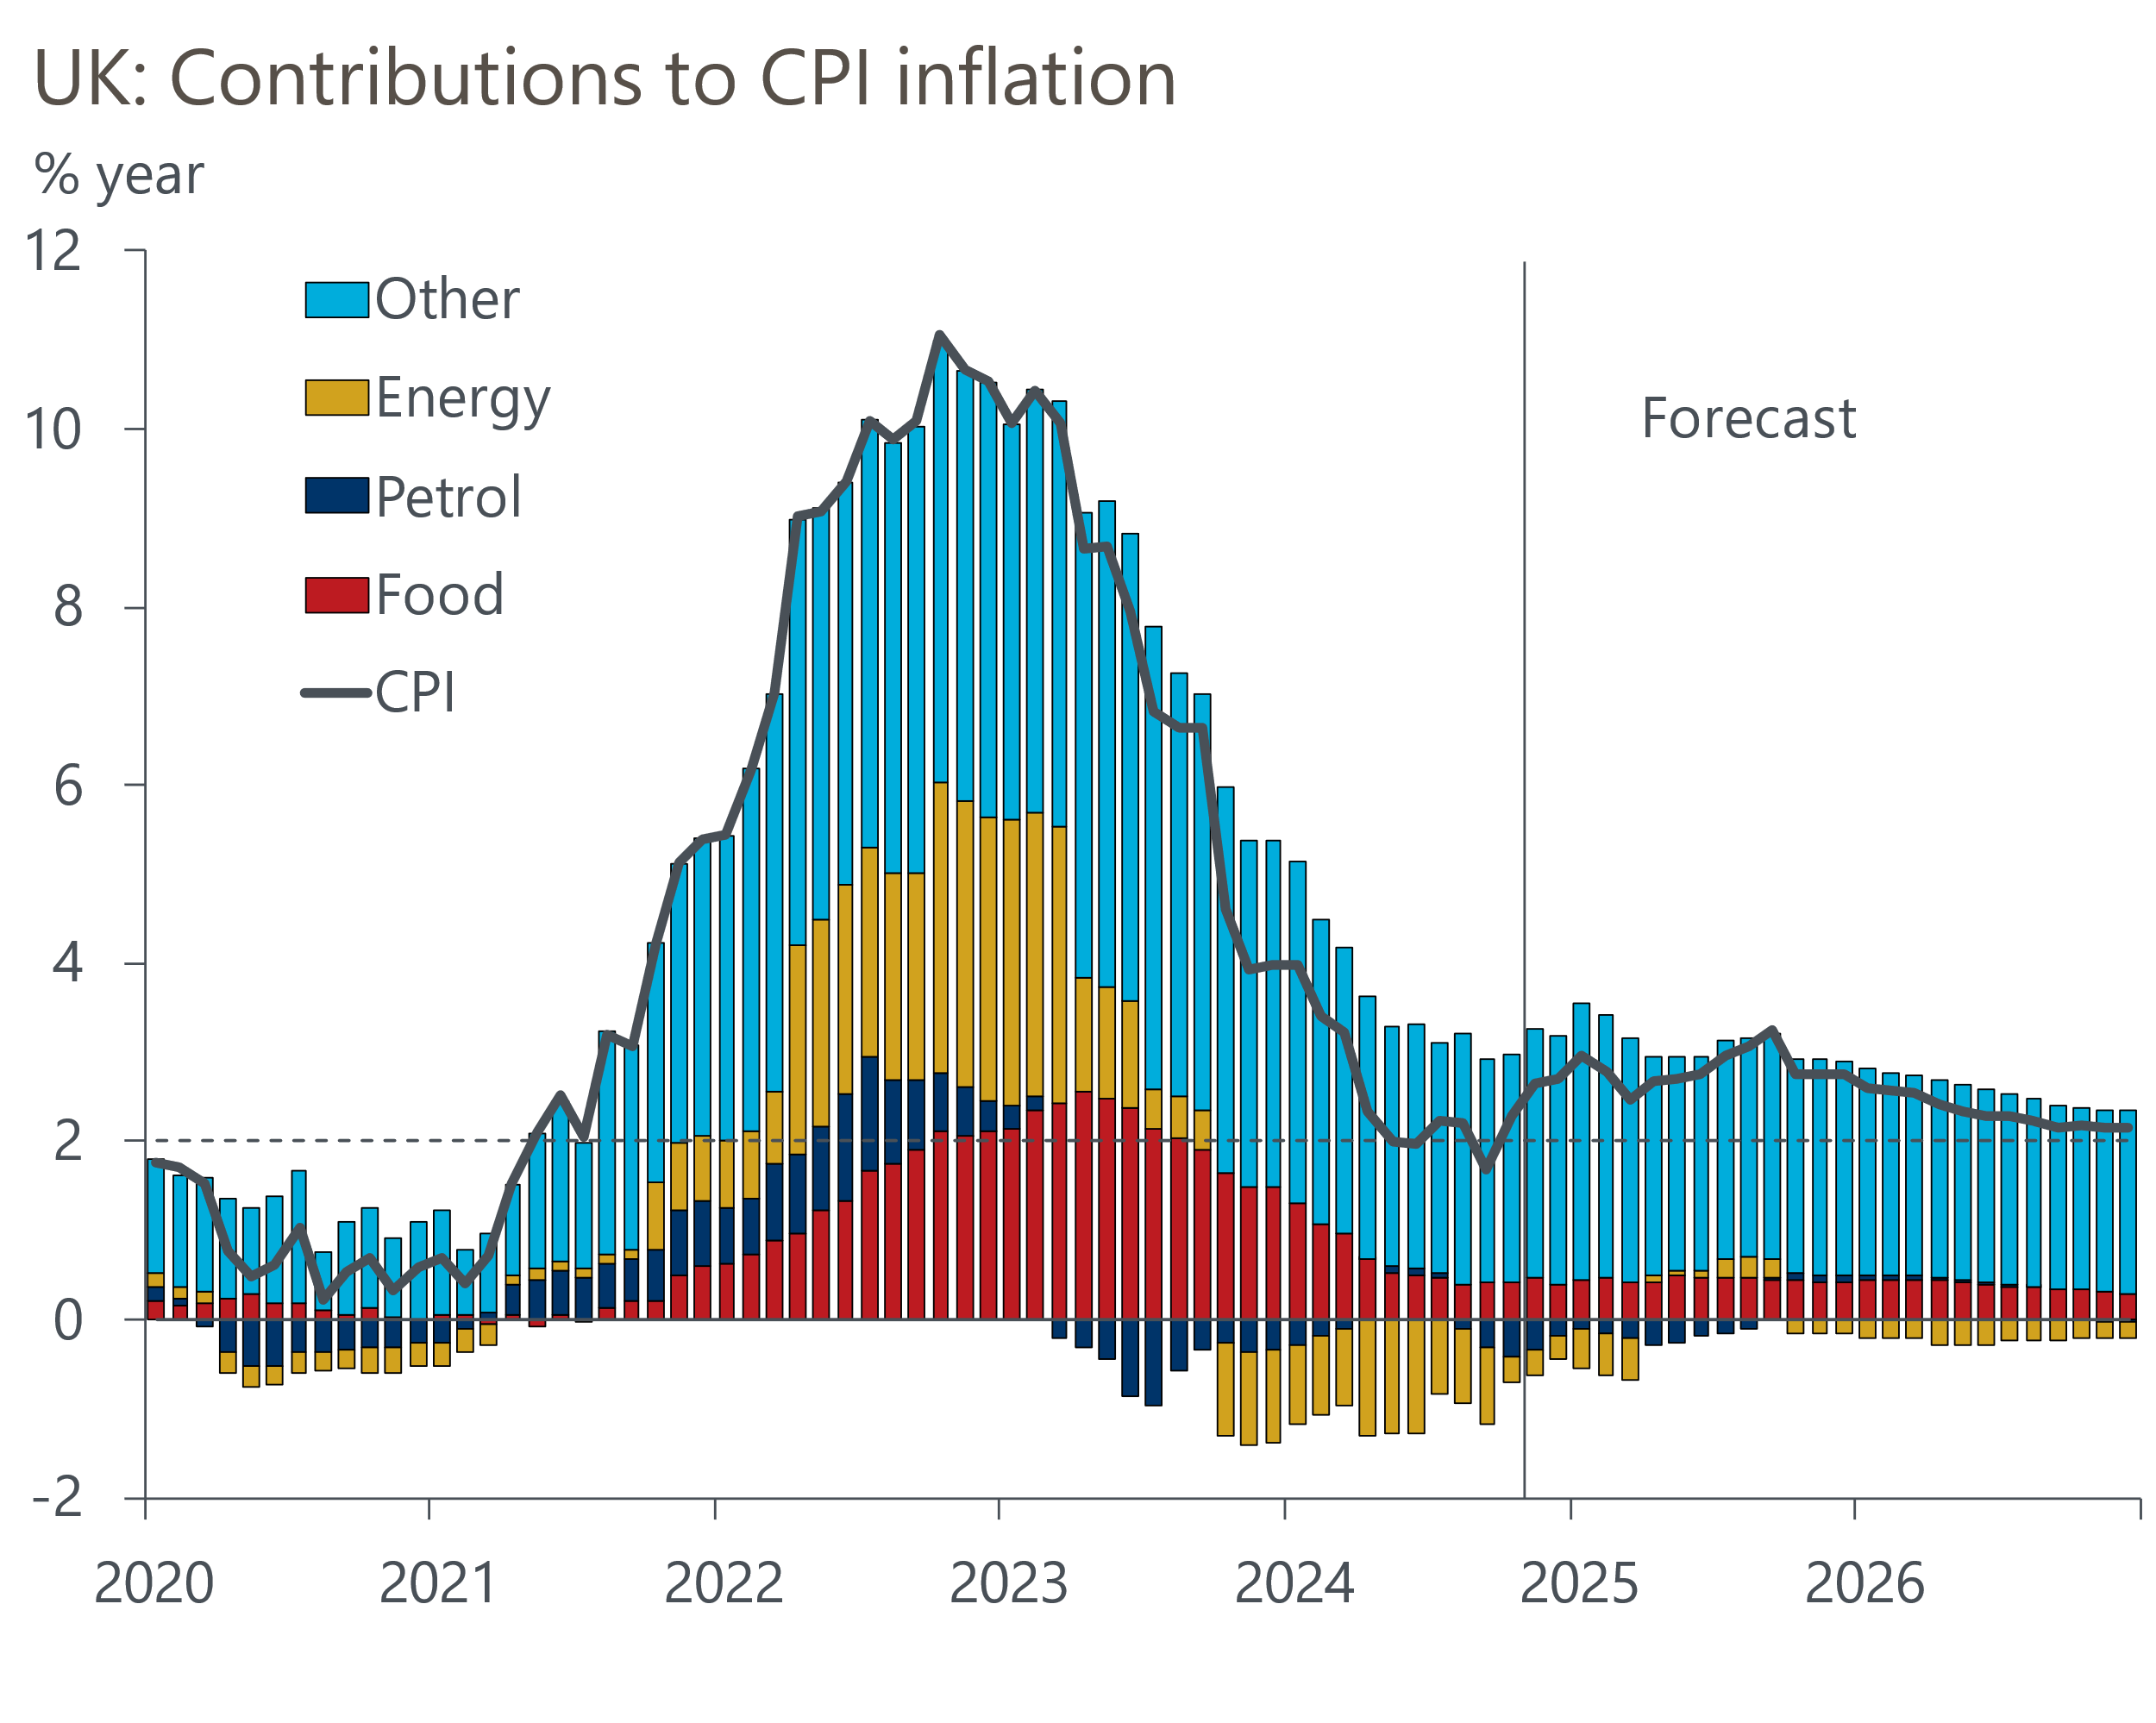 UK: Contributions to CPI inflation
% year
12
10
8
6
4
2
0
-2
Other
Energy
Petrol
Food
CPI
Forecast
2020 2021 2022 2023 2024 2025 2026